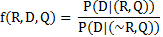 f(R,D,Q) = P(D|(R,Q)) / P(D|(~R,Q))